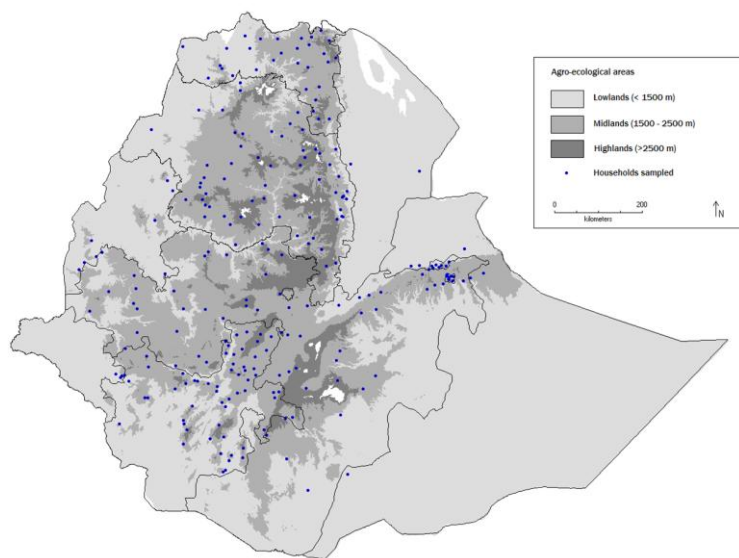 Agro-ecological areas
Lowlands (< 1500 m)
Midlands (1500 - 2500 m)
Highlands (>2500 m)
Households sampled
0 200
kilometers
N